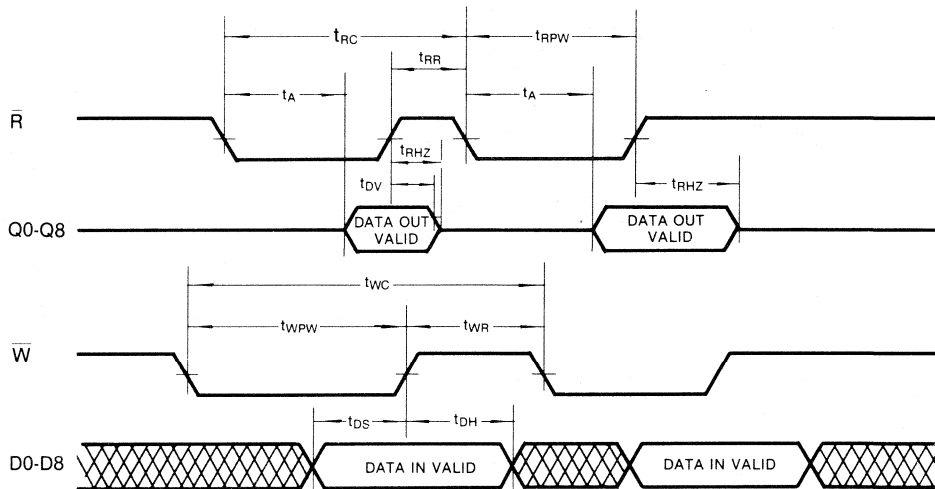 tRC
tRPW
tRR
tA
tA
R̅
tRHZ
tRHZ
tDV
Q0-Q8
DATA OUT
VALID
DATA OUT
VALID
tWC
tWPW
tWR
W̅
tDS
tDH
D0-D8
DATA IN VALID
DATA IN VALID